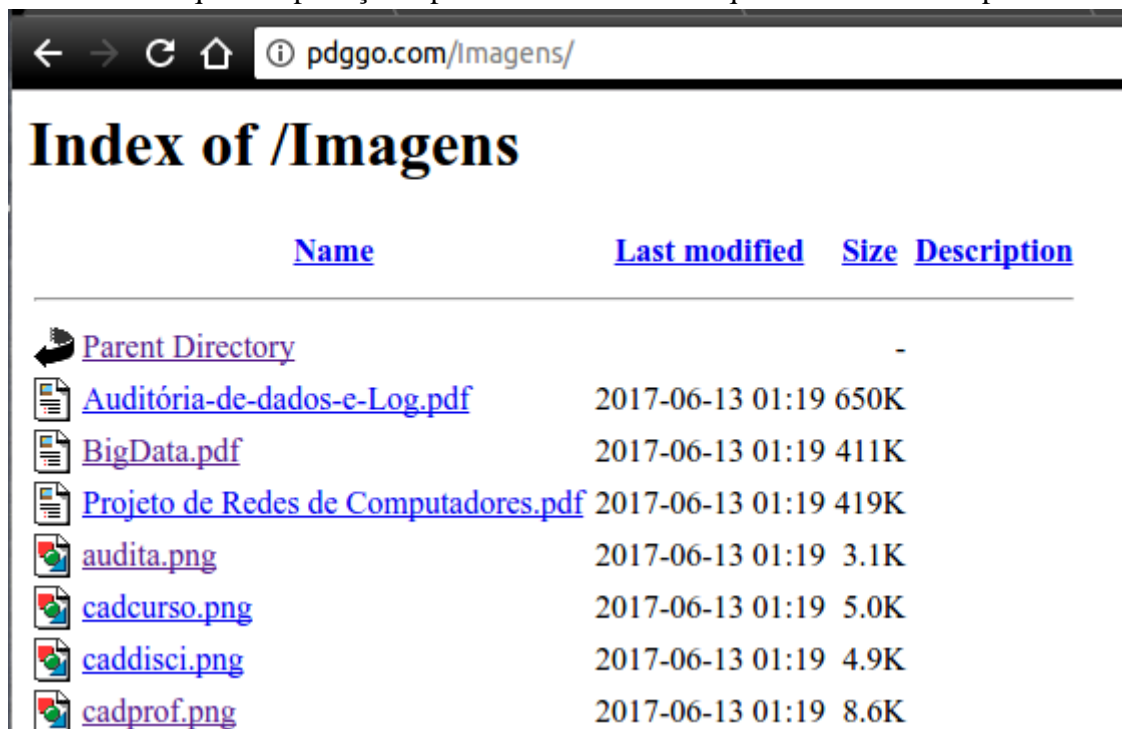 pdggo.com/Imagens/
Index of /Imagens
Name Last modified Size Description
Parent Directory -
Auditória-de-dados-e-Log.pdf 2017-06-13 01:19 650K
BigData.pdf 2017-06-13 01:19 411K
Projeto de Redes de Computadores.pdf 2017-06-13 01:19 419K
audita.png 2017-06-13 01:19 3.1K
cadcurso.png 2017-06-13 01:19 5.0K
caddisci.png 2017-06-13 01:19 4.9K
cadprof.png 2017-06-13 01:19 8.6K